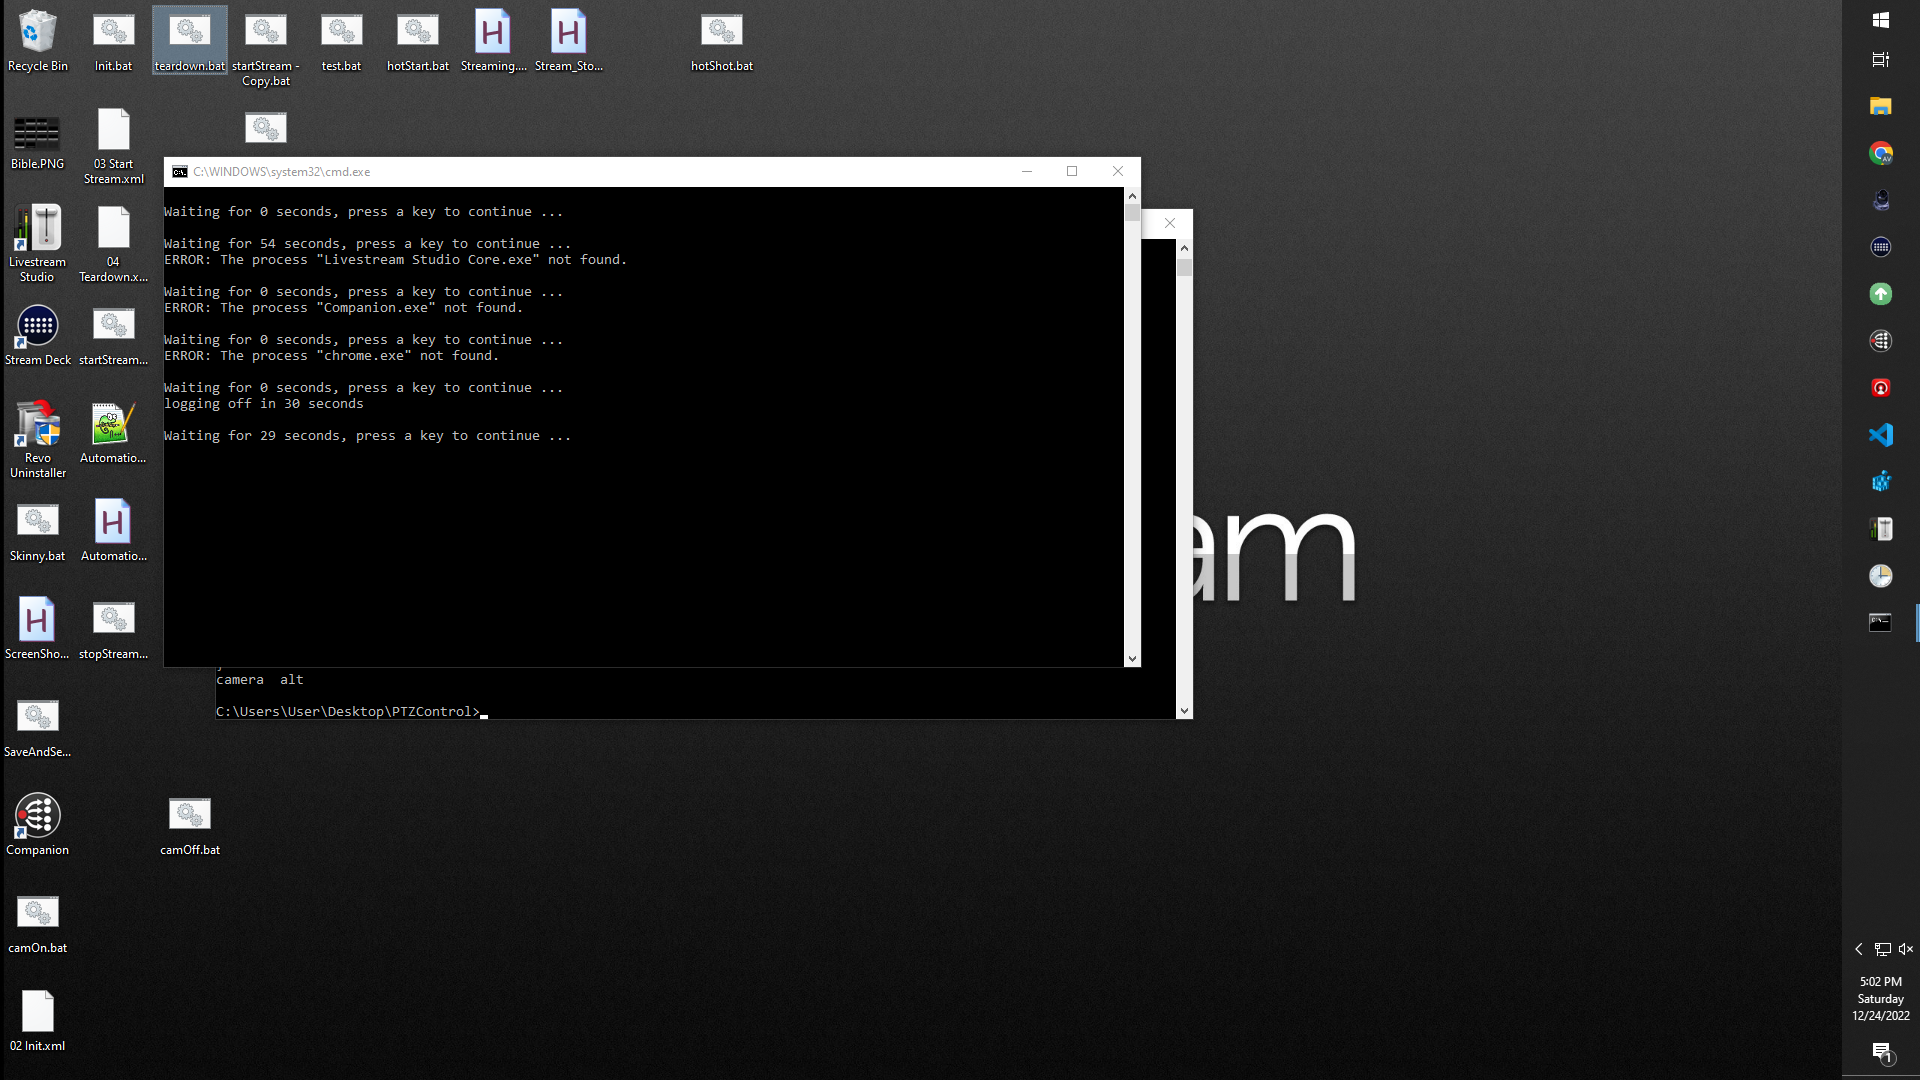 Recycle Bin
Init.bat
teardown.bat
startStream -
Copy.bat
test.bat
hotStart.bat
Streaming....
Stream_Sto...
hotShot.bat
Bible.PNG
03 Start
Stream.xml
Livestream
Studio
04
Teardown.x...
Stream Deck
startStream...
Revo
Uninstaller
Automatio...
Skinny.bat
Automatio...
ScreenSho...
stopStream...
SaveAndSe...
Companion
camOff.bat
camOn.bat
02 Init.xml
C:\WINDOWS\system32\cmd.exe
Waiting for 0 seconds, press a key to continue ...
Waiting for 54 seconds, press a key to continue ...
ERROR: The process "Livestream Studio Core.exe" not found.
Waiting for 0 seconds, press a key to continue ...
ERROR: The process "Companion.exe" not found.
Waiting for 0 seconds, press a key to continue ...
ERROR: The process "chrome.exe" not found.
Waiting for 0 seconds, press a key to continue ...
logging off in 30 seconds
Waiting for 29 seconds, press a key to continue ...
camera  alt
C:\Users\User\Desktop\PTZControl>
am
AV
5:02 PM
Saturday
12/24/2022
1